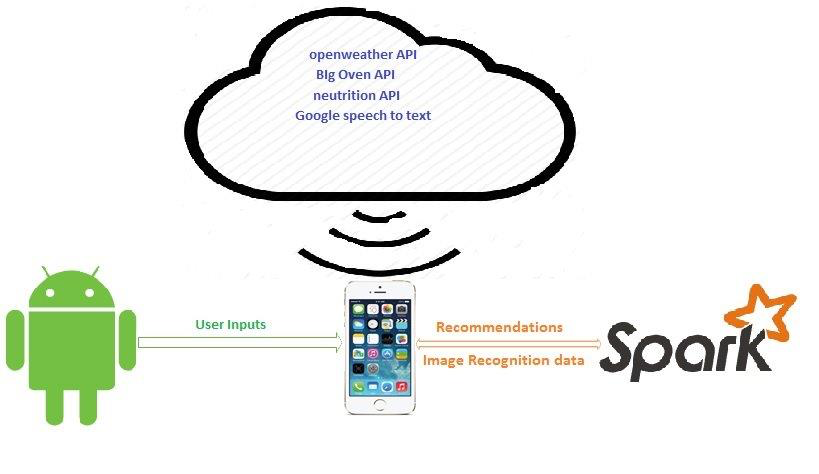 openweather API
BIg Oven API
neutrition API
Google speech to text
User Inputs
Recommendations
Image Recognition data
Spark